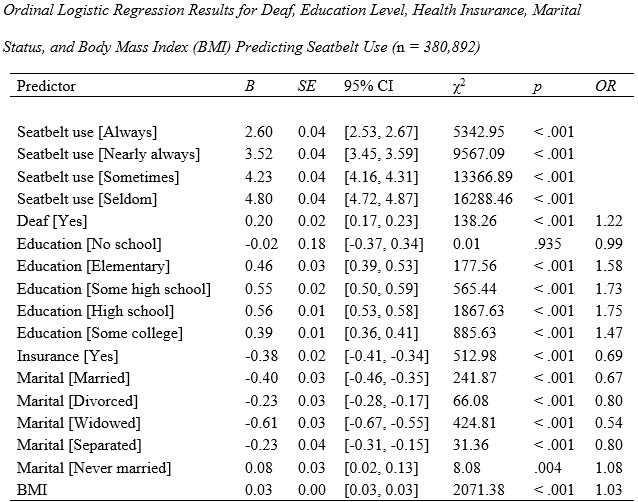 Ordinal Logistic Regression Results for Deaf, Education Level, Health Insurance, Marital
Status, and Body Mass Index (BMI) Predicting Seatbelt Use (n = 380,892)
Predictor B SE 95% CI χ² p OR
Seatbelt use [Always] 2.60 0.04 [2.53, 2.67] 5342.95 < .001
Seatbelt use [Nearly always] 3.52 0.04 [3.45, 3.59] 9567.09 < .001
Seatbelt use [Sometimes] 4.23 0.04 [4.16, 4.31] 13366.89 < .001
Seatbelt use [Seldom] 4.80 0.04 [4.72, 4.87] 16288.46 < .001
Deaf [Yes] 0.20 0.02 [0.17, 0.23] 138.26 < .001 1.22
Education [No school] -0.02 0.18 [-0.37, 0.34] 0.01 .935 0.99
Education [Elementary] 0.46 0.03 [0.39, 0.53] 177.56 < .001 1.58
Education [Some high school] 0.55 0.02 [0.50, 0.59] 565.44 < .001 1.73
Education [High school] 0.56 0.01 [0.53, 0.58] 1867.63 < .001 1.75
Education [Some college] 0.39 0.01 [0.36, 0.41] 885.63 < .001 1.47
Insurance [Yes] -0.38 0.02 [-0.41, -0.34] 512.98 < .001 0.69
Marital [Married] -0.40 0.03 [-0.46, -0.35] 241.87 < .001 0.67
Marital [Divorced] -0.23 0.03 [-0.28, -0.17] 66.08 < .001 0.80
Marital [Widowed] -0.61 0.03 [-0.67, -0.55] 424.81 < .001 0.54
Marital [Separated] -0.23 0.04 [-0.31, -0.15] 31.36 < .001 0.80
Marital [Never married] 0.08 0.03 [0.02, 0.13] 8.08 .004 1.08
BMI 0.03 0.00 [0.03, 0.03] 2071.38 < .001 1.03